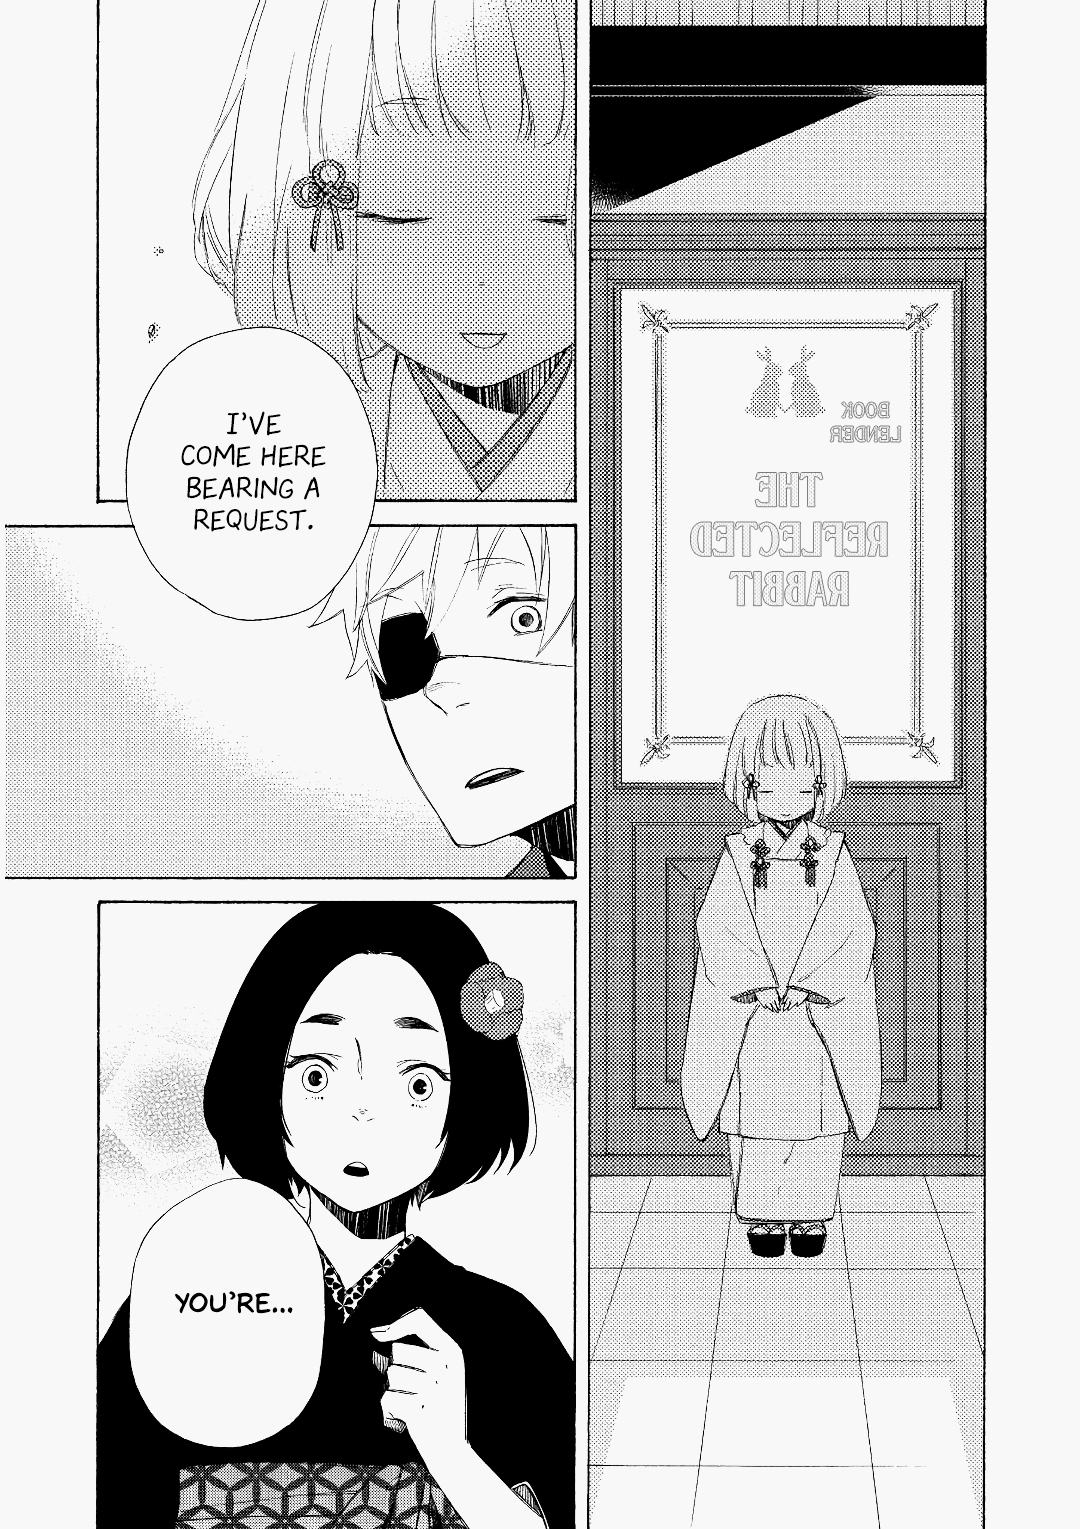 BOOK
LENDER
THE
REFLECTED
RABBIT
I'VE
COME HERE
BEARING A
REQUEST.
YOU'RE...